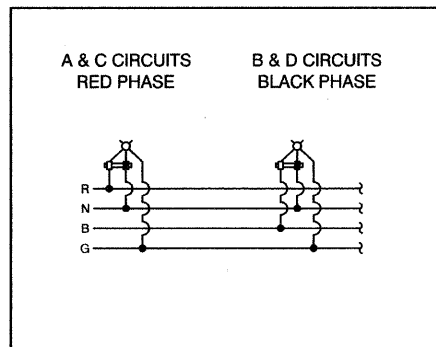 A & C CIRCUITS
RED PHASE
B & D CIRCUITS
BLACK PHASE
R
N
B
G